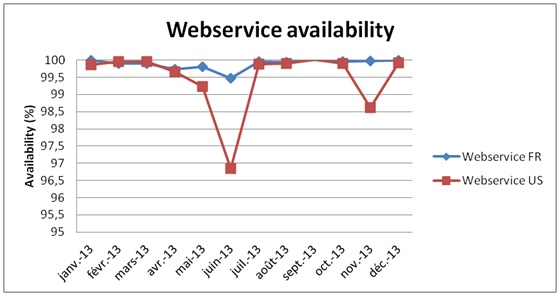 Webservice availability
100
99,5
99
98,5
98
97,5
97
96,5
96
95,5
95
Availability (%)
janv.-13
févr.-13
mars-13
avr.-13
mai-13
juin-13
juil.-13
août-13
sept.-13
oct.-13
nov.-13
déc.-13
Webservice FR
Webservice US